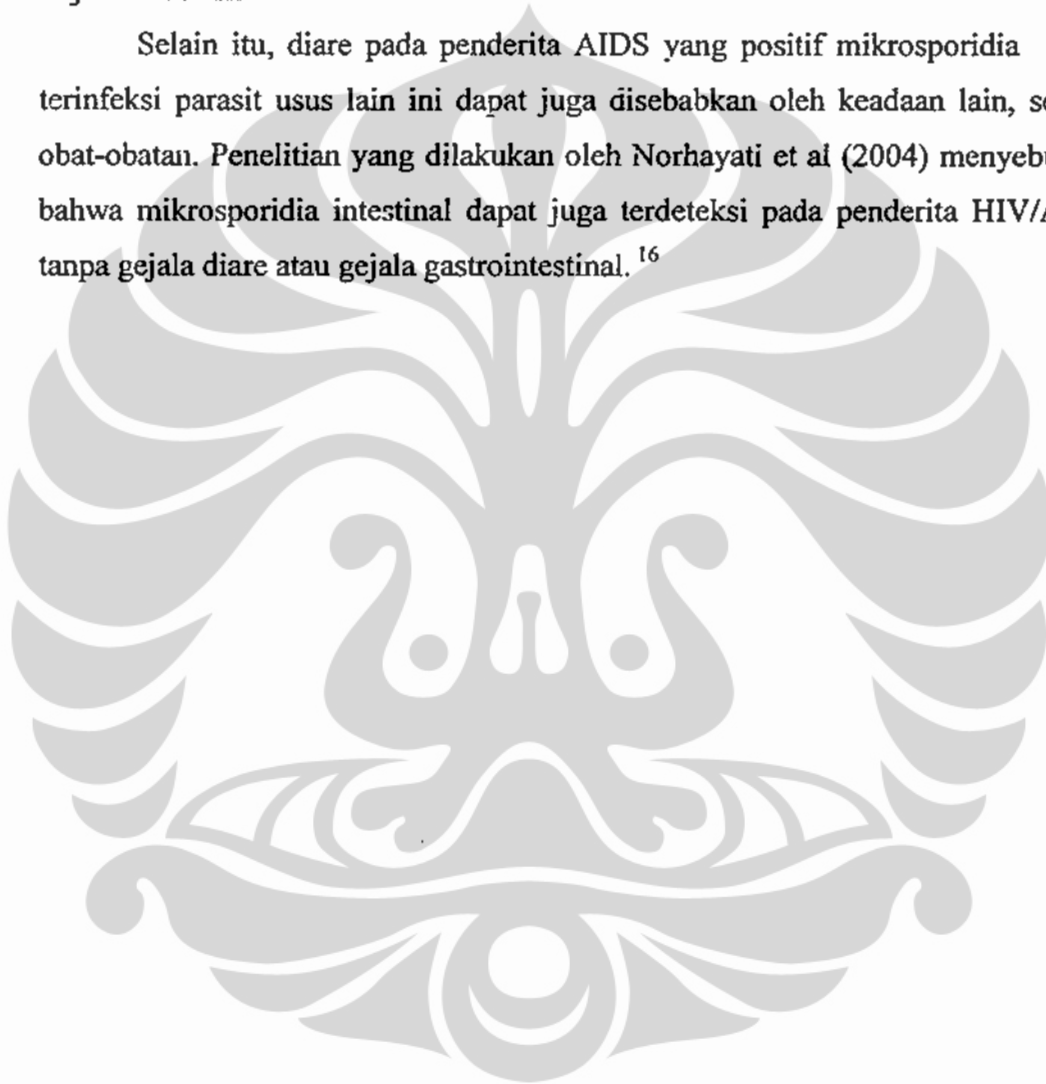 Selain itu, diare pada penderita AIDS yang positif mikrosporidia
terinfeksi parasit usus lain ini dapat juga disebabkan oleh keadaan lain,
obat-obatan. Penelitian yang dilakukan oleh Norhayati et al (2004)
bahwa mikrosporidia intestinal dapat juga terdeteksi pada penderita
tanpa gejala diare atau gejala gastrointestinal. 16